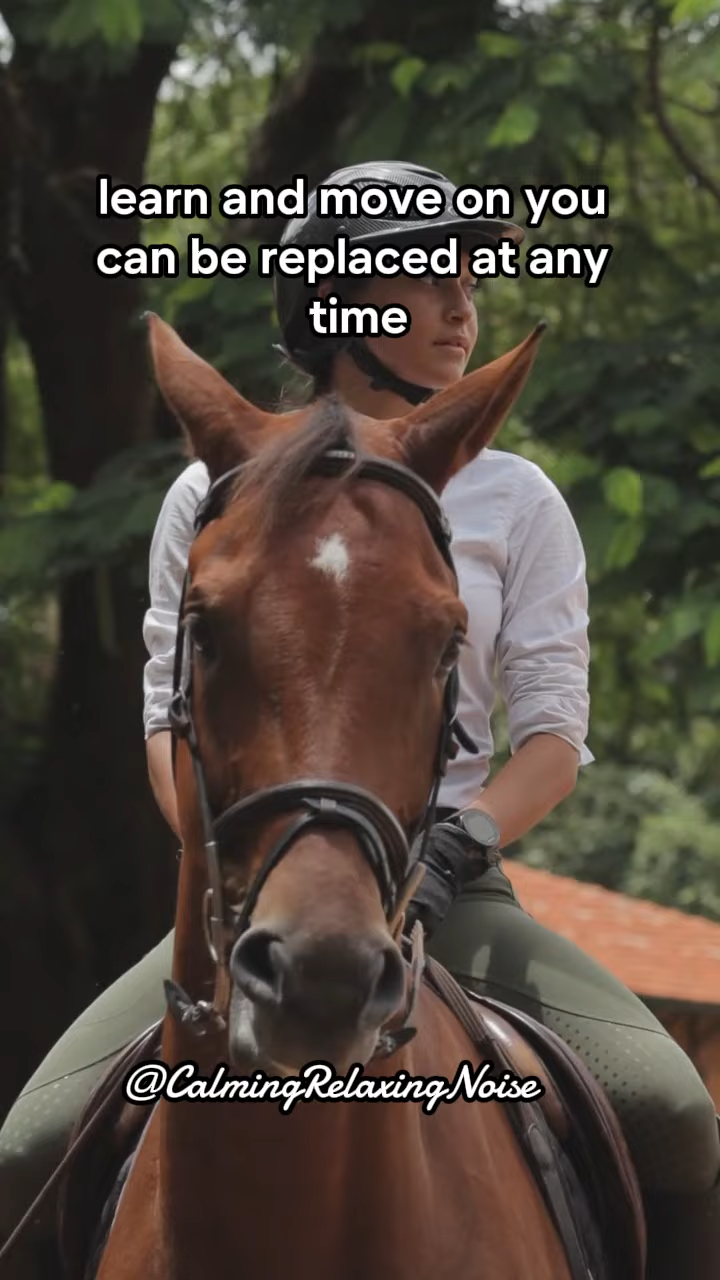 learn and move on you
can be replaced at any
time
@CalmingRelaxingNoise